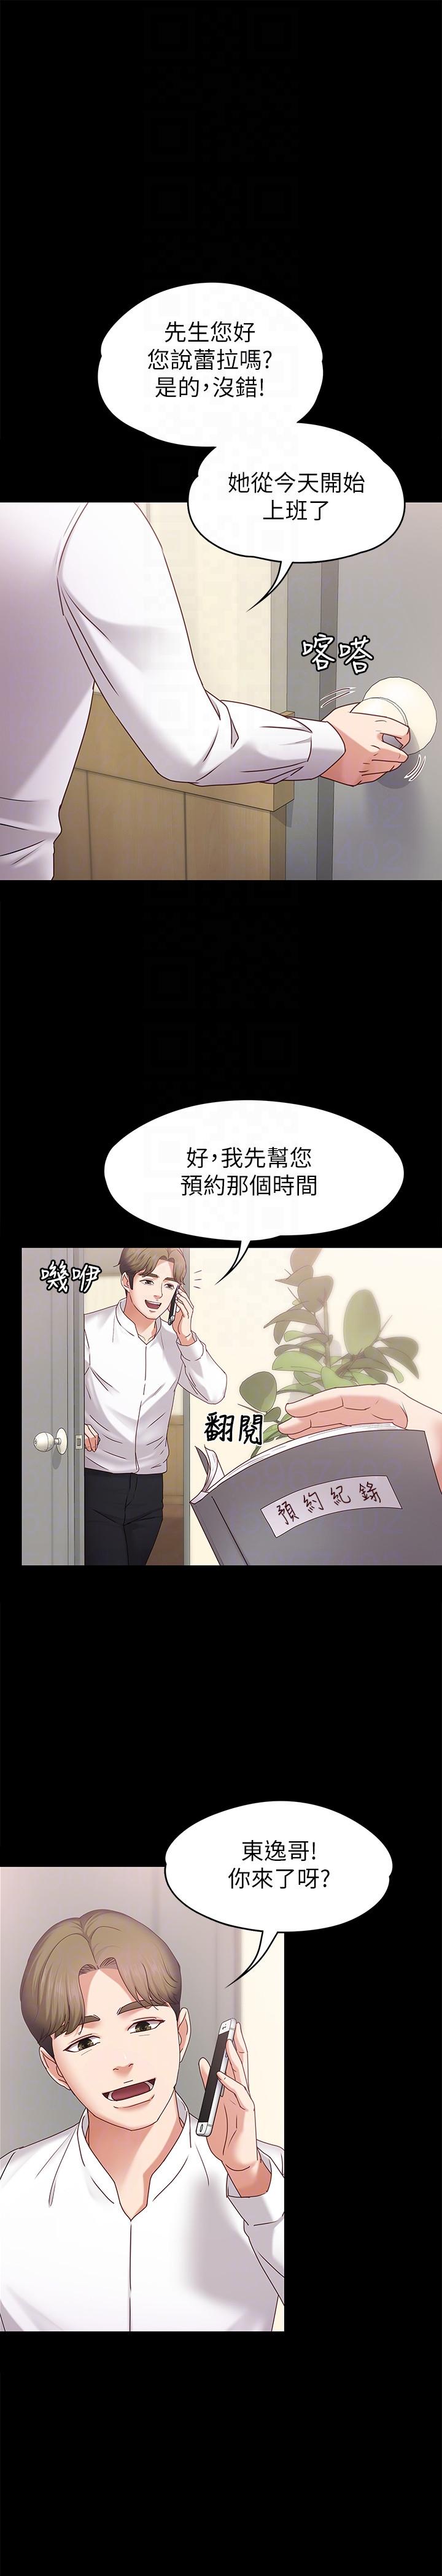 先生您好
您說蕾拉嗎?
是的,沒錯!
她從今天開始
上班了
喀嗒
好,我先幫您
預約那個時間
嘰咿
翻閱
預約紀錄
東逸哥!
你來了呀?